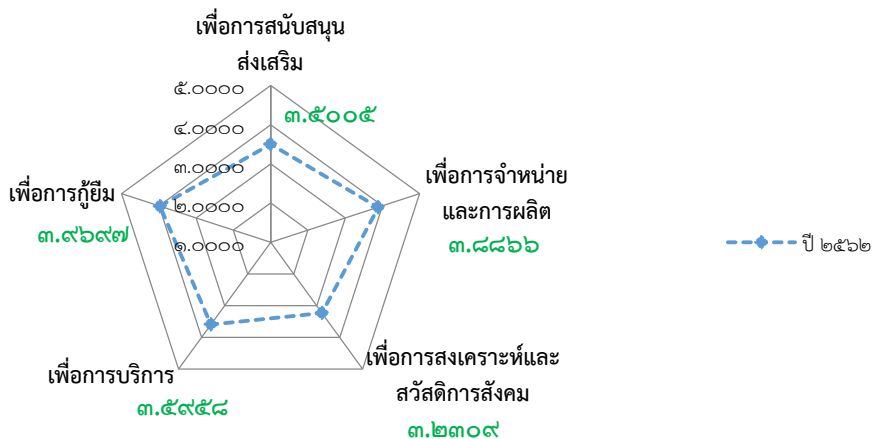 เพื่อการสนับสนุน
ส่งเสริม
๓.๕๐๐๕
๕.๐๐๐๐
๔.๐๐๐๐
๓.๐๐๐๐
๒.๐๐๐๐
๑.๐๐๐๐
เพื่อการจำหน่าย
และการผลิต
๓.๘๘๖๖
เพื่อการสงเคราะห์และ
สวัสดิการสังคม
๓.๒๓๐๙
เพื่อการบริการ
๓.๕๙๕๘
เพื่อการกู้ยืม
๓.๙๖๙๗
ปี ๒๕๖๒